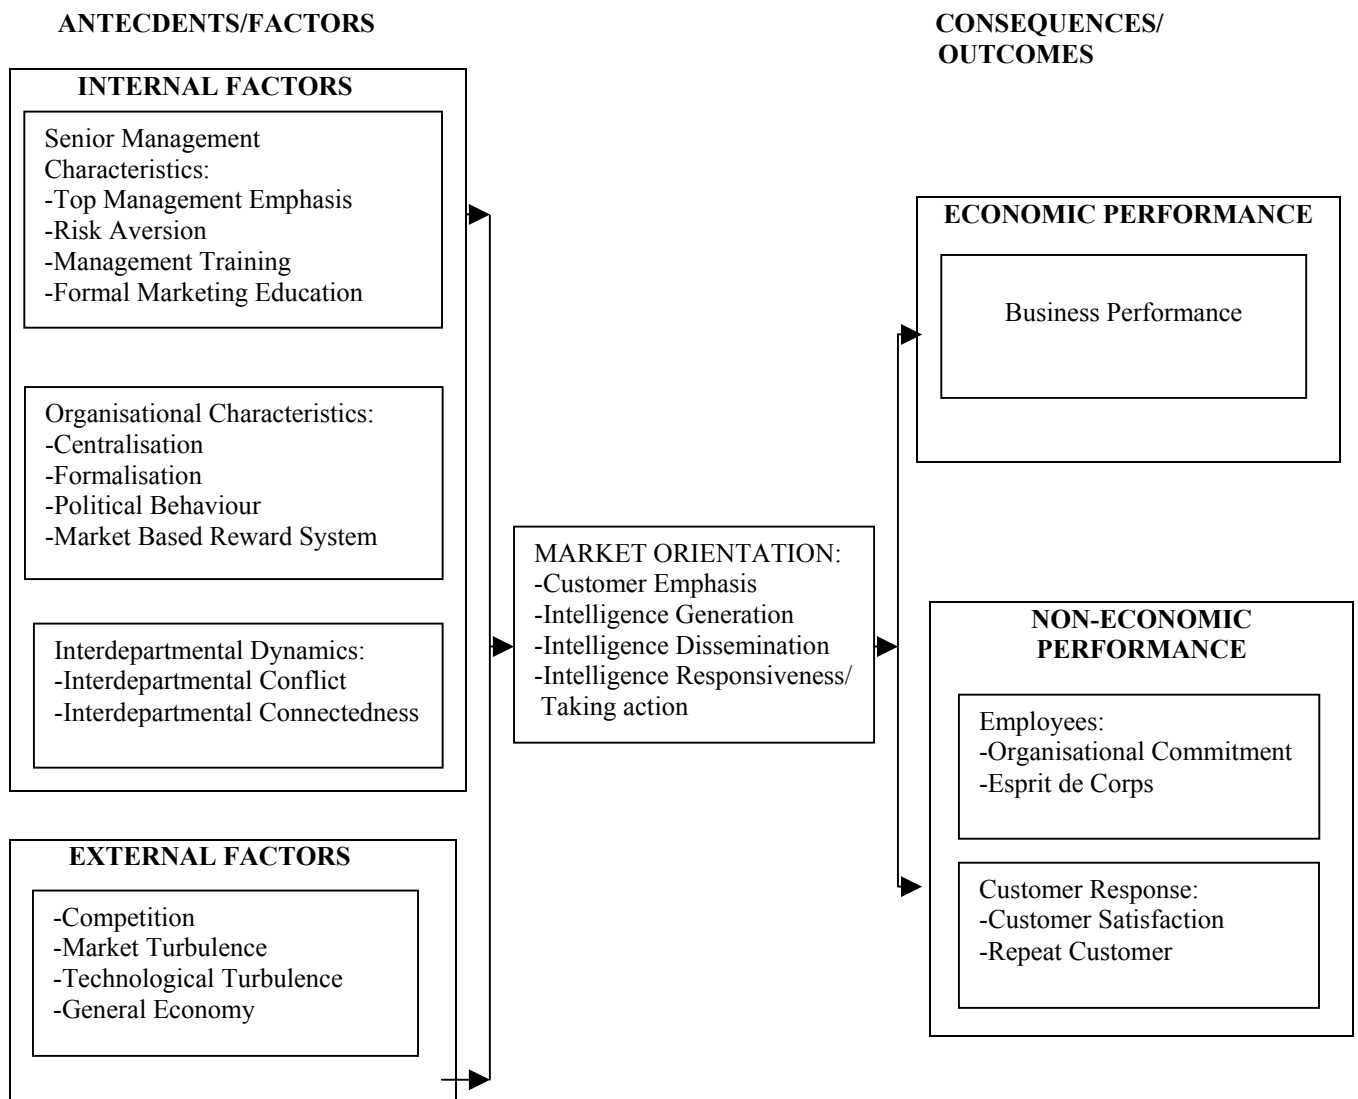 ANTECDENTS/FACTORS
CONSEQUENCES/
OUTCOMES
INTERNAL FACTORS
Senior Management
Characteristics:
-Top Management Emphasis
-Risk Aversion
-Management Training
-Formal Marketing Education
Organisational Characteristics:
-Centralisation
-Formalisation
-Political Behaviour
-Market Based Reward System
Interdepartmental Dynamics:
-Interdepartmental Conflict
-Interdepartmental Connectedness
EXTERNAL FACTORS
-Competition
-Market Turbulence
-Technological Turbulence
-General Economy
MARKET ORIENTATION:
-Customer Emphasis
-Intelligence Generation
-Intelligence Dissemination
-Intelligence Responsiveness/
Taking action
ECONOMIC PERFORMANCE
Business Performance
NON-ECONOMIC
PERFORMANCE
Employees:
-Organisational Commitment
-Esprit de Corps
Customer Response:
-Customer Satisfaction
-Repeat Customer